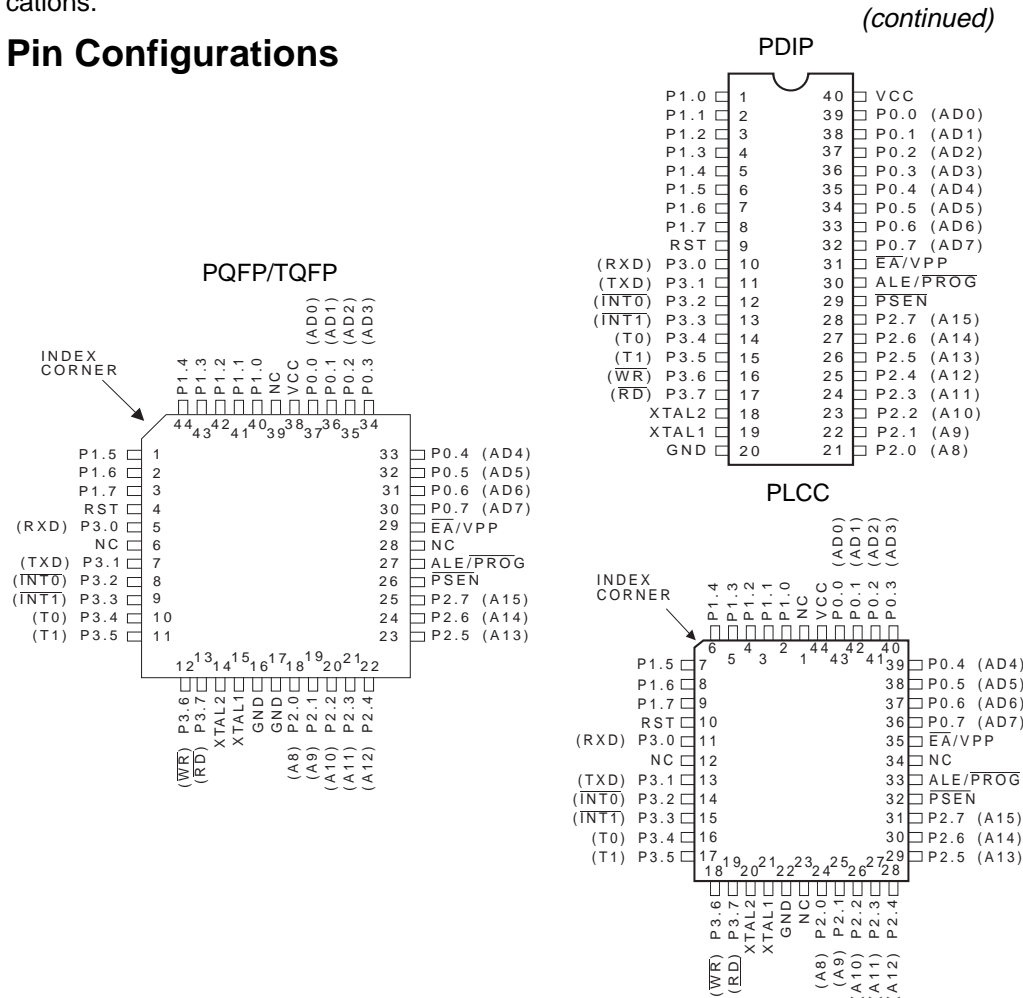 cations.
(continued)
Pin Configurations
PDIP
P1.0 1 40 VCC
P1.1 2 39 P0.0 (AD0)
P1.2 3 38 P0.1 (AD1)
P1.3 4 37 P0.2 (AD2)
P1.4 5 36 P0.3 (AD3)
P1.5 6 35 P0.4 (AD4)
P1.6 7 34 P0.5 (AD5)
P1.7 8 33 P0.6 (AD6)
RST 9 32 P0.7 (AD7)
(RXD) P3.0 10 31 EA/VPP
(TXD) P3.1 11 30 ALE/PROG
(INT0) P3.2 12 29 PSEN
(INT1) P3.3 13 28 P2.7 (A15)
(T0) P3.4 14 27 P2.6 (A14)
(T1) P3.5 15 26 P2.5 (A13)
(WR) P3.6 16 25 P2.4 (A12)
(RD) P3.7 17 24 P2.3 (A11)
XTAL2 18 23 P2.2 (A10)
XTAL1 19 22 P2.1 (A9)
GND 20 21 P2.0 (A8)
PQFP/TQFP
INDEX
CORNER
P1.4 P1.3 P1.2 P1.1 P1.0 NC VCC P0.0 (AD0) P0.1 (AD1) P0.2 (AD2) P0.3 (AD3)
44 43 42 41 40 39 38 37 36 35 34
P1.5 1 33 P0.4 (AD4)
P1.6 2 32 P0.5 (AD5)
P1.7 3 31 P0.6 (AD6)
RST 4 30 P0.7 (AD7)
(RXD) P3.0 5 29 EA/VPP
NC 6 28 NC
(TXD) P3.1 7 27 ALE/PROG
(INT0) P3.2 8 26 PSEN
(INT1) P3.3 9 25 P2.7 (A15)
(T0) P3.4 10 24 P2.6 (A14)
(T1) P3.5 11 23 P2.5 (A13)
12 13 14 15 16 17 18 19 20 21 22
(WR) P3.6 (RD) P3.7 XTAL2 XTAL1 GND GND (A8) P2.0 (A9) P2.1 (A10) P2.2 (A11) P2.3 (A12) P2.4
PLCC
INDEX
CORNER
P1.4 P1.3 P1.2 P1.1 P1.0 NC VCC P0.0 (AD0) P0.1 (AD1) P0.2 (AD2) P0.3 (AD3)
6 5 4 3 2 1 44 43 42 41 40
P1.5 7 39 P0.4 (AD4)
P1.6 8 38 P0.5 (AD5)
P1.7 9 37 P0.6 (AD6)
RST 10 36 P0.7 (AD7)
(RXD) P3.0 11 35 EA/VPP
NC 12 34 NC
(TXD) P3.1 13 33 ALE/PROG
(INT0) P3.2 14 32 PSEN
(INT1) P3.3 15 31 P2.7 (A15)
(T0) P3.4 16 30 P2.6 (A14)
(T1) P3.5 17 29 P2.5 (A13)
18 19 20 21 22 23 24 25 26 27 28
(WR) P3.6 (RD) P3.7 XTAL2 XTAL1 GND NC (A8) P2.0 (A9) P2.1 A10) P2.2 A11) P2.3 A12) P2.4